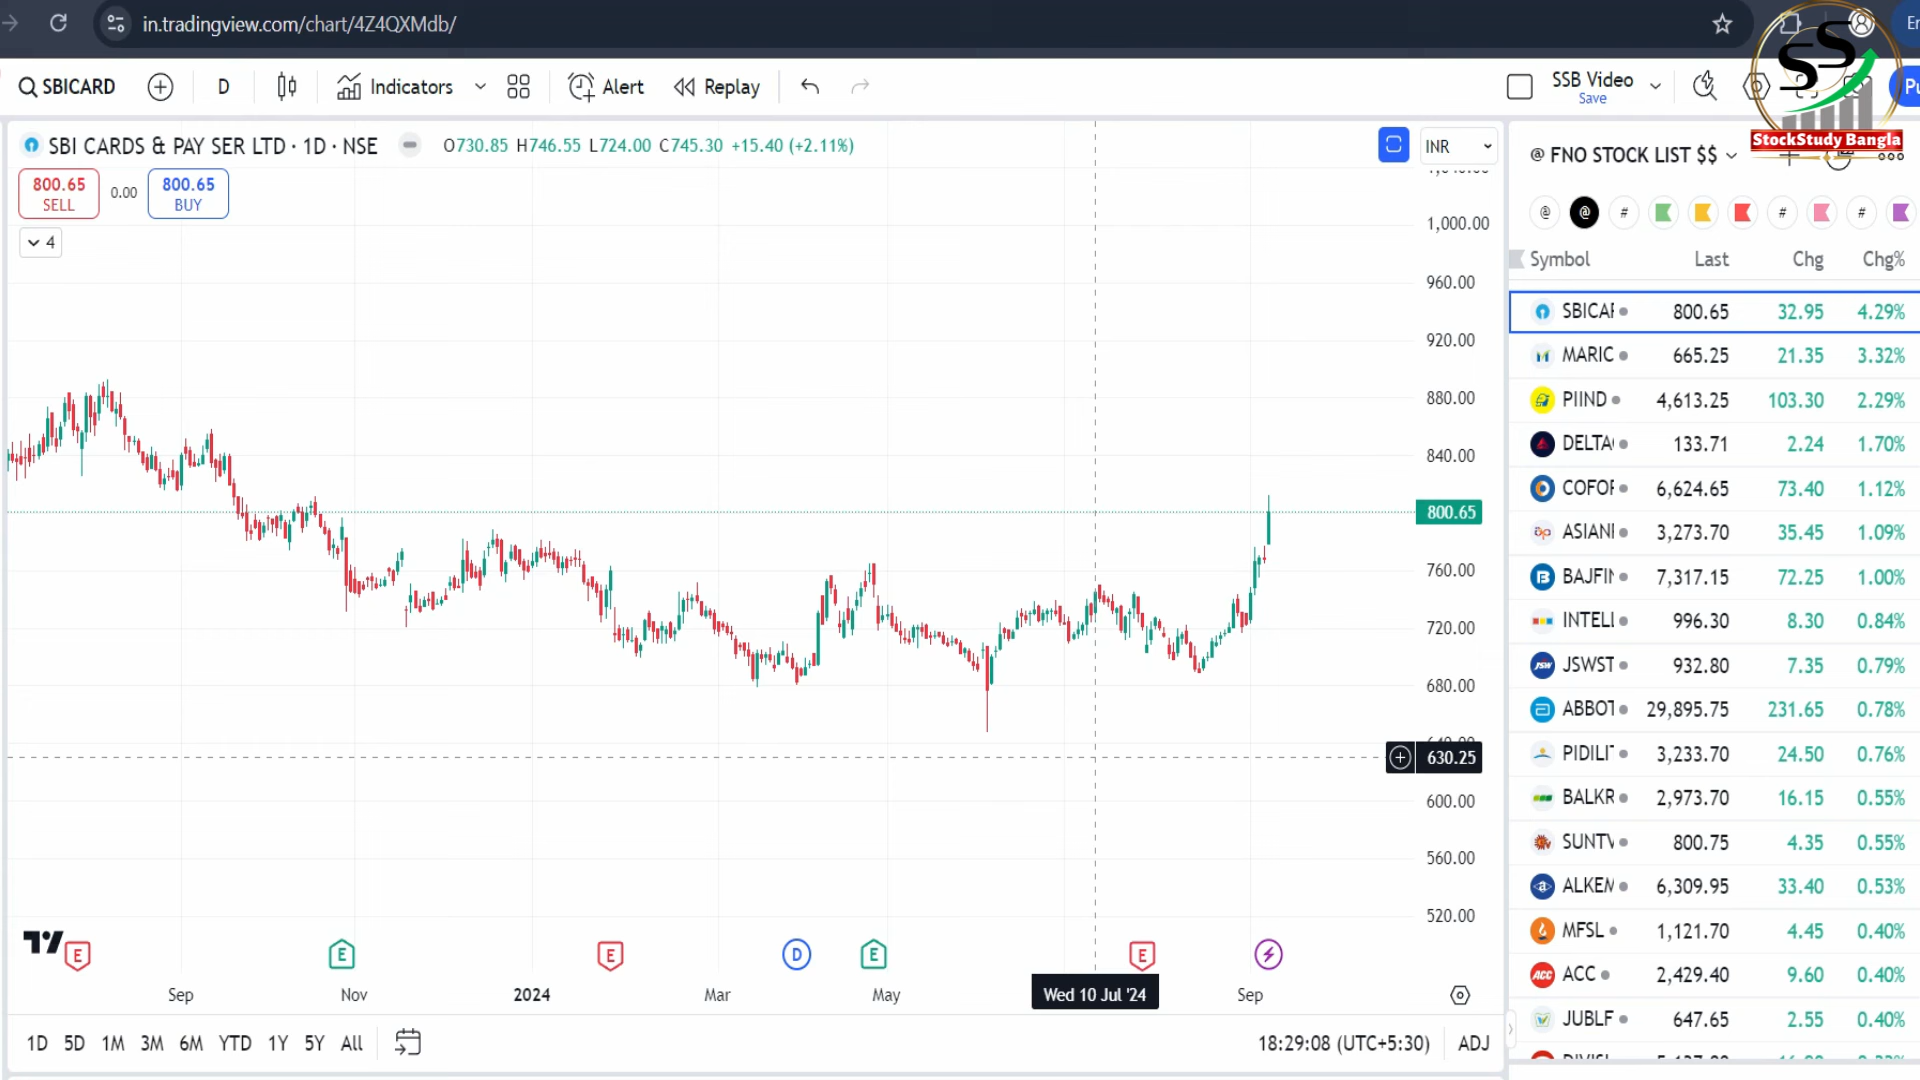 in.tradingview.com/chart/4Z4QXMdb/
SBICARD D Indicators Alert Replay
SSB Video
Save
StockStudy Bangla
SBI CARDS & PAY SER LTD · 1D · NSE O730.85 H746.55 L724.00 C745.30 +15.40 (+2.11%)
INR
800.65 SELL 0.00 800.65 BUY
4
1,000.00
960.00
920.00
880.00
840.00
800.65
760.00
720.00
680.00
630.25
600.00
560.00
520.00
E E E D E E
Sep Nov 2024 Mar May Wed 10 Jul '24 Sep
1D 5D 1M 3M 6M YTD 1Y 5Y All 18:29:08 (UTC+5:30) ADJ
@ FNO STOCK LIST $$
@ @ # # #
Symbol Last Chg Chg%
SBICAR 800.65 32.95 4.29%
MARIC 665.25 21.35 3.32%
PIIND 4,613.25 103.30 2.29%
DELTA 133.71 2.24 1.70%
COFOR 6,624.65 73.40 1.12%
ASIANI 3,273.70 35.45 1.09%
BAJFIN 7,317.15 72.25 1.00%
INTELL 996.30 8.30 0.84%
JSWST 932.80 7.35 0.79%
ABBOT 29,895.75 231.65 0.78%
PIDILIT 3,233.70 24.50 0.76%
BALKR 2,973.70 16.15 0.55%
SUNTV 800.75 4.35 0.55%
ALKEM 6,309.95 33.40 0.53%
MFSL 1,121.70 4.45 0.40%
ACC 2,429.40 9.60 0.40%
JUBLF 647.65 2.55 0.40%